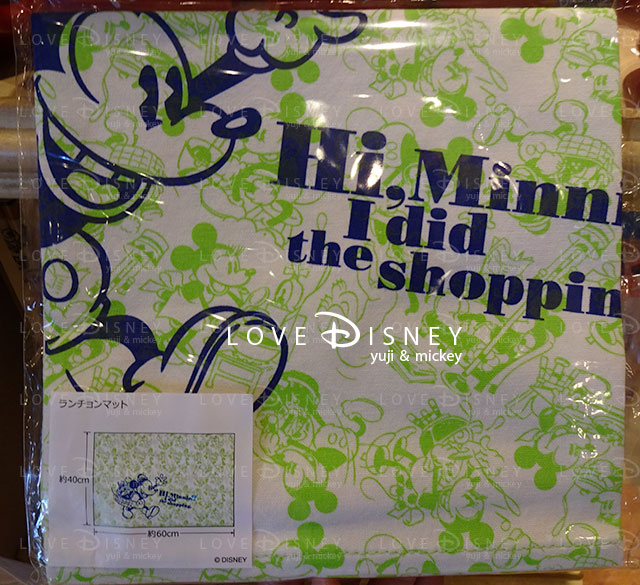 Hi, Minni
I did
the shoppin
LOVE DISNEY
yuji & mickey
ランチョンマット
約40cm
約60cm
© DISNEY